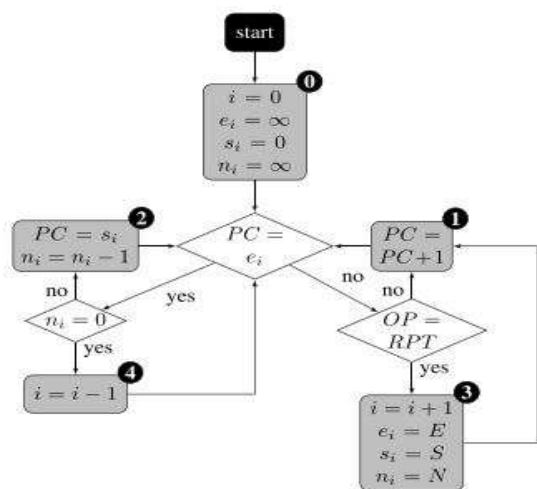 start
0
i = 0
e_i = ∞
s_i = 0
n_i = ∞
2
PC = s_i
n_i = n_i − 1
PC =
e_i
1
PC =
PC+1
no
yes
no
no
n_i = 0
OP =
RPT
yes
yes
4
i = i − 1
3
i = i + 1
e_i = E
s_i = S
n_i = N